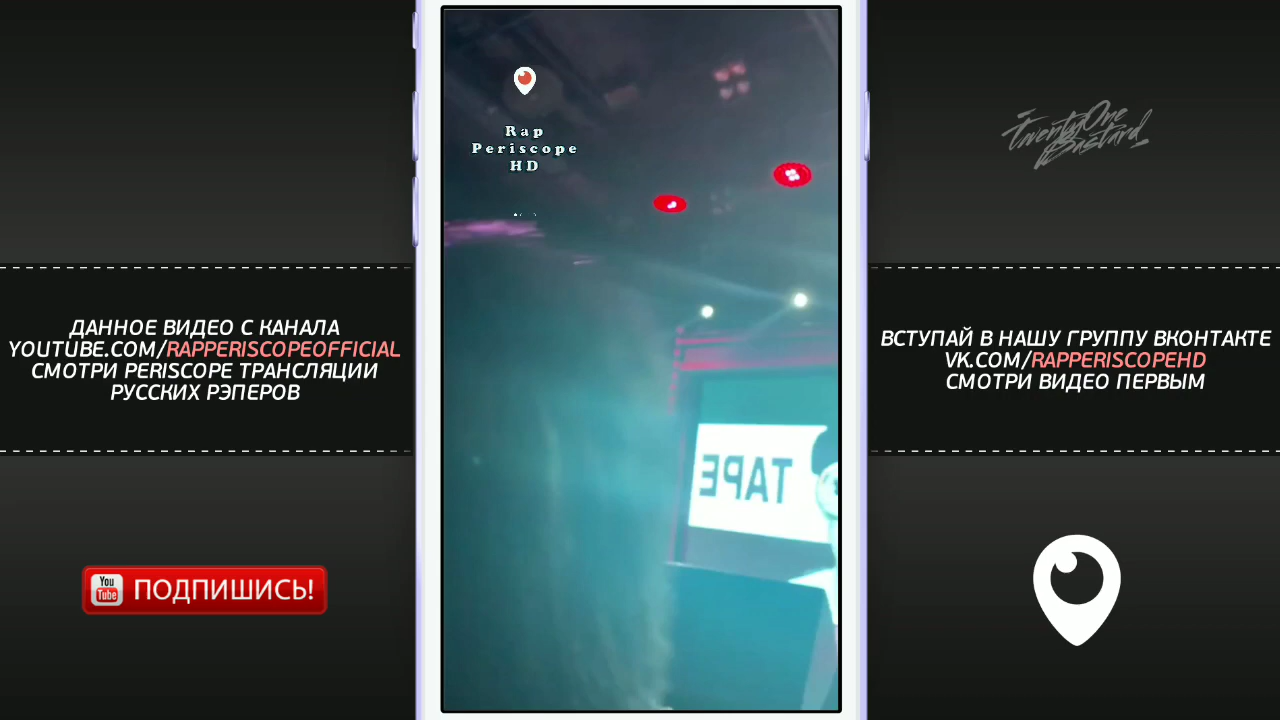 Rap
Periscope
HD
TwentyOne
Bastard
ДАННОЕ ВИДЕО С КАНАЛА
YOUTUBE.COM/RAPPERISCOPEOFFICIAL
СМОТРИ PERISCOPE ТРАНСЛЯЦИИ
РУССКИХ РЭПЕРОВ
ВСТУПАЙ В НАШУ ГРУППУ ВКОНТАКТЕ
VK.COM/RAPPERISCOPEHD
СМОТРИ ВИДЕО ПЕРВЫМ
TAPE
You
Tube
ПОДПИШИСЬ!